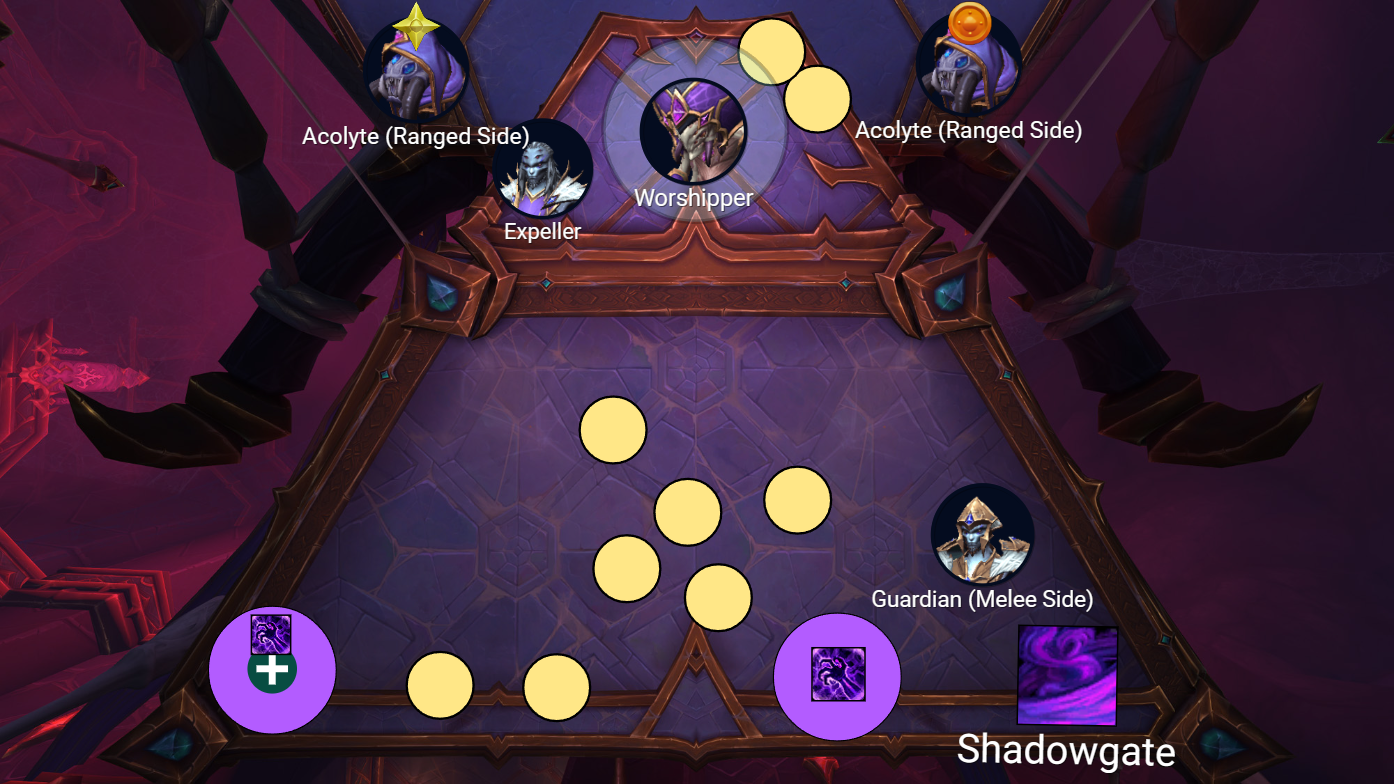 Acolyte (Ranged Side)
Acolyte (Ranged Side)
Worshipper
Expeller
Guardian (Melee Side)
Shadowgate